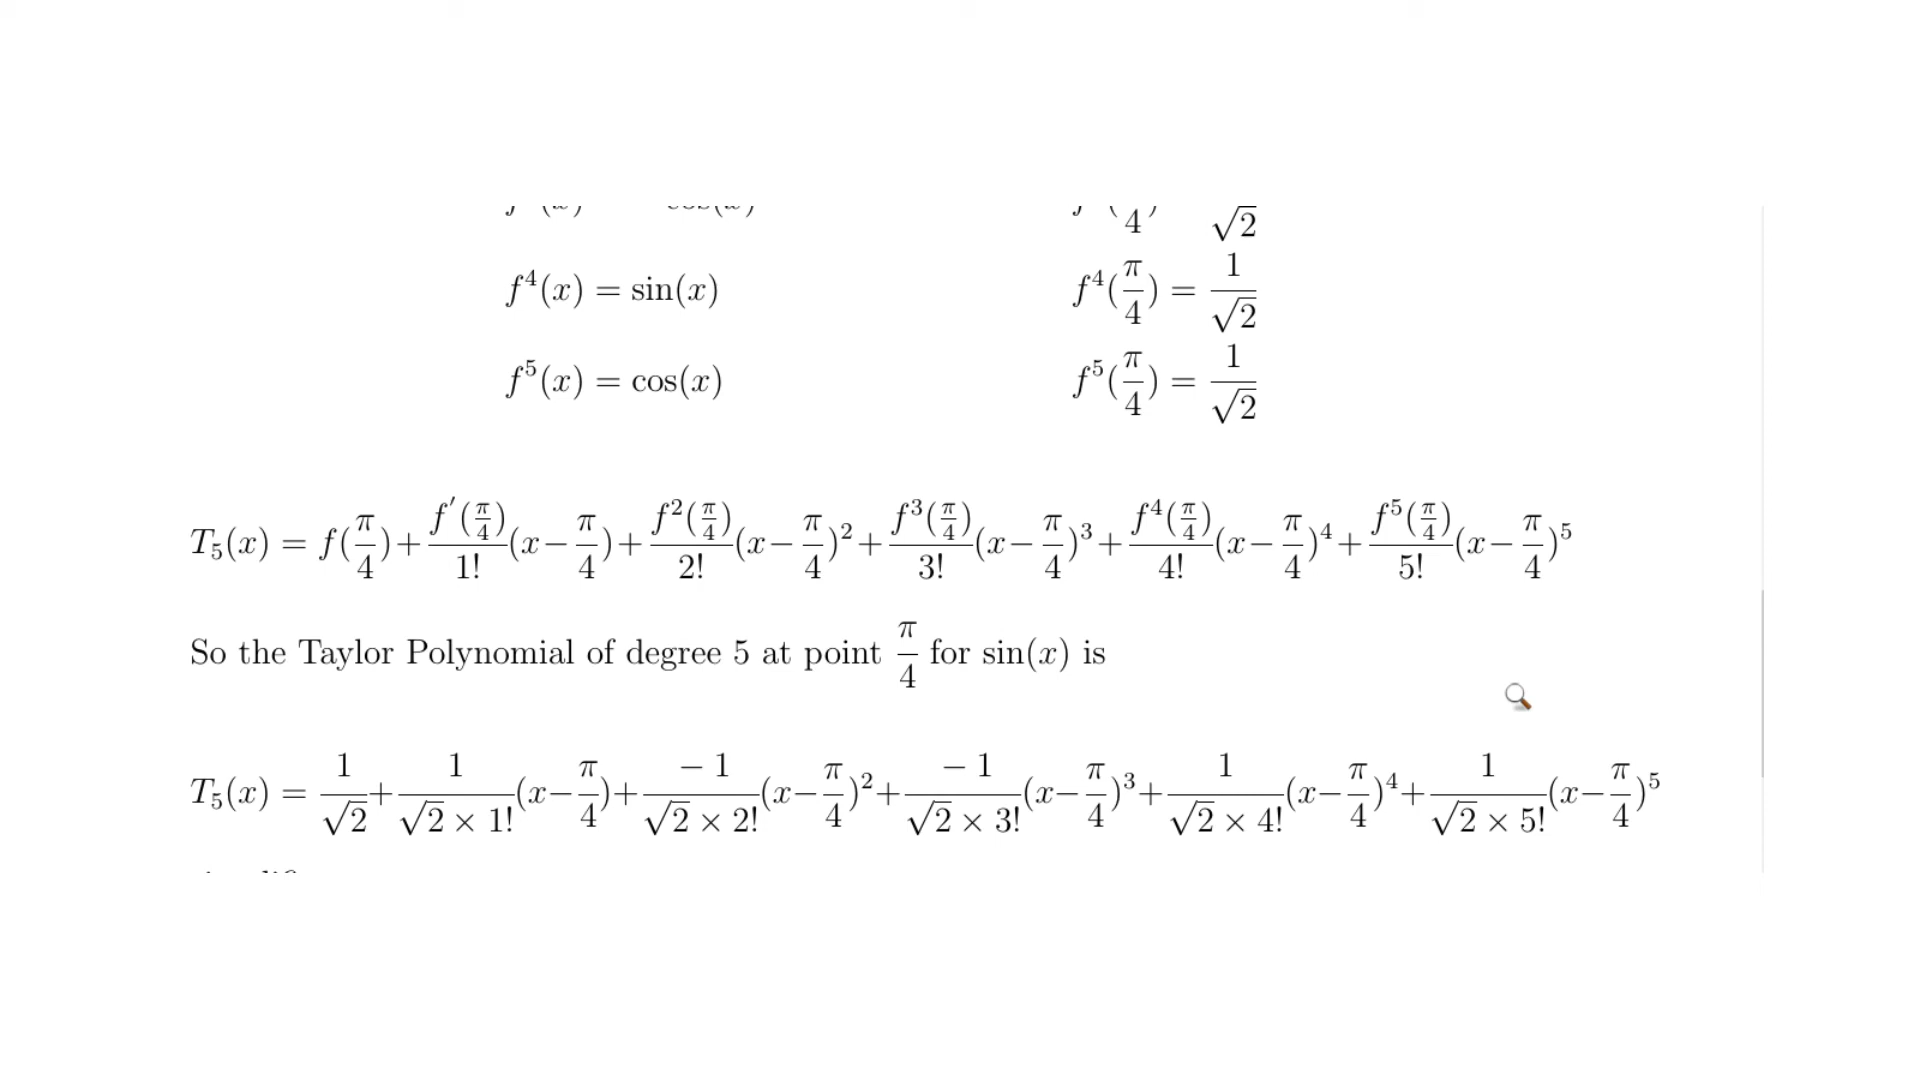 4 √2
f⁴(x) = sin(x) f⁴(π/4) = 1/√2
f⁵(x) = cos(x) f⁵(π/4) = 1/√2
T₅(x) = f(π/4)+f′(π/4)/1!(x−π/4)+f²(π/4)/2!(x−π/4)²+f³(π/4)/3!(x−π/4)³+f⁴(π/4)/4!(x−π/4)⁴+f⁵(π/4)/5!(x−π/4)⁵
So the Taylor Polynomial of degree 5 at point π/4 for sin(x) is
T₅(x) = 1/√2+1/(√2 × 1!)(x−π/4)+−1/(√2 × 2!)(x−π/4)²+−1/(√2 × 3!)(x−π/4)³+1/(√2 × 4!)(x−π/4)⁴+1/(√2 × 5!)(x−π/4)⁵